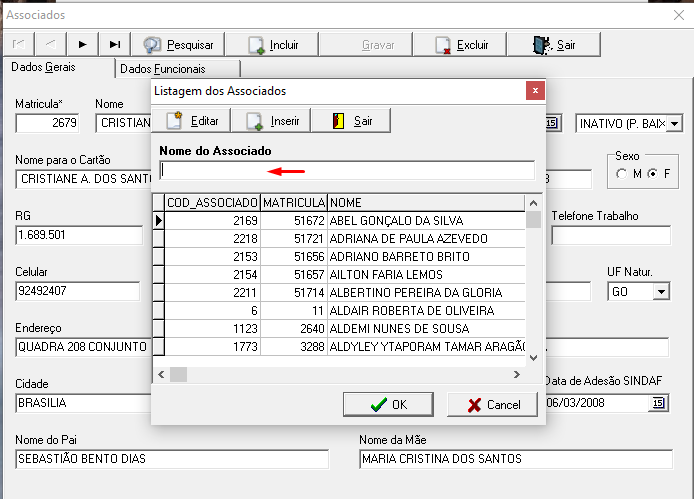 Associados
Pesquisar Incluir Gravar Excluir Sair
Dados Gerais Dados Funcionais
Listagem dos Associados
Matricula* Nome
2679 CRISTIANE INATIVO (P. BAIX
Editar Inserir Sair
Nome do Associado
Nome para o Cartão Sexo
CRISTIANE A. DOS SANTO 3 M F
COD_ASSOCIADO MATRICULA NOME
RG Telefone Trabalho
1.689.501
2169 51672 ABEL GONÇALO DA SILVA
2218 51721 ADRIANA DE PAULA AZEVEDO
2153 51656 ADRIANO BARRETO BRITO
2154 51657 AILTON FARIA LEMOS
2211 51714 ALBERTINO PEREIRA DA GLORIA
6 11 ALDAIR ROBERTA DE OLIVEIRA
1123 2640 ALDEMI NUNES DE SOUSA
1773 3288 ALDYLEY YTAPORAM TAMAR ARAGÃO
Celular UF Natur.
92492407 GO
Endereço
QUADRA 208 CONJUNTO
Cidade Data de Adesão SINDAF
BRASILIA 06/03/2008
OK Cancel
Nome do Pai Nome da Mãe
SEBASTIÃO BENTO DIAS MARIA CRISTINA DOS SANTOS